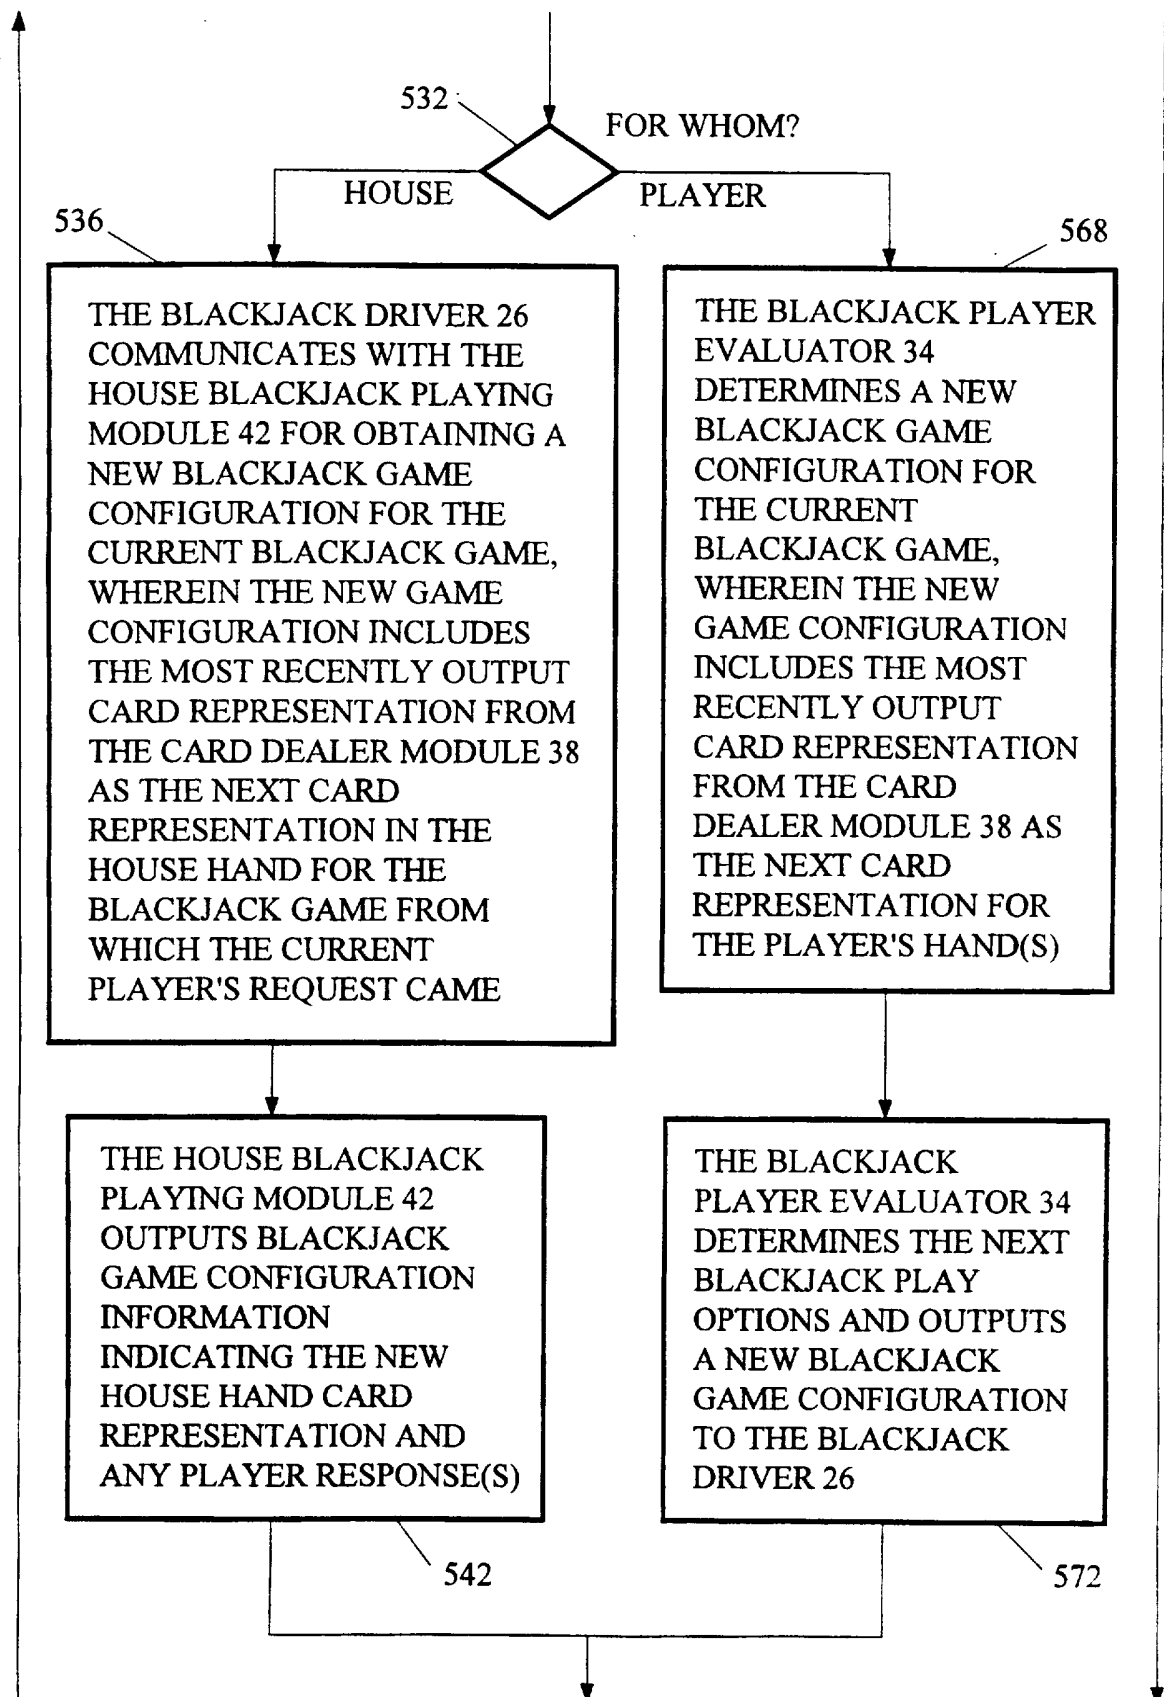 532
FOR WHOM?
HOUSE
PLAYER
536
568
THE BLACKJACK DRIVER 26
COMMUNICATES WITH THE
HOUSE BLACKJACK PLAYING
MODULE 42 FOR OBTAINING A
NEW BLACKJACK GAME
CONFIGURATION FOR THE
CURRENT BLACKJACK GAME,
WHEREIN THE NEW GAME
CONFIGURATION INCLUDES
THE MOST RECENTLY OUTPUT
CARD REPRESENTATION FROM
THE CARD DEALER MODULE 38
AS THE NEXT CARD
REPRESENTATION IN THE
HOUSE HAND FOR THE
BLACKJACK GAME FROM
WHICH THE CURRENT
PLAYER'S REQUEST CAME
THE BLACKJACK PLAYER
EVALUATOR 34
DETERMINES A NEW
BLACKJACK GAME
CONFIGURATION FOR
THE CURRENT
BLACKJACK GAME,
WHEREIN THE NEW
GAME CONFIGURATION
INCLUDES THE MOST
RECENTLY OUTPUT
CARD REPRESENTATION
FROM THE CARD
DEALER MODULE 38 AS
THE NEXT CARD
REPRESENTATION FOR
THE PLAYER'S HAND(S)
THE HOUSE BLACKJACK
PLAYING MODULE 42
OUTPUTS BLACKJACK
GAME CONFIGURATION
INFORMATION
INDICATING THE NEW
HOUSE HAND CARD
REPRESENTATION AND
ANY PLAYER RESPONSE(S)
THE BLACKJACK
PLAYER EVALUATOR 34
DETERMINES THE NEXT
BLACKJACK PLAY
OPTIONS AND OUTPUTS
A NEW BLACKJACK
GAME CONFIGURATION
TO THE BLACKJACK
DRIVER 26
542
572